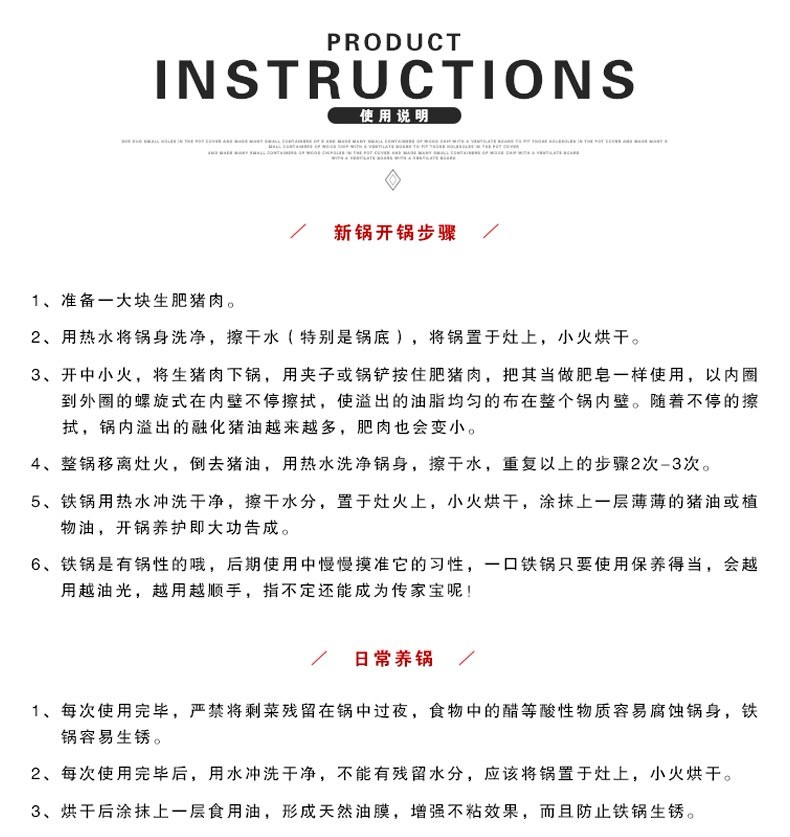 PRODUCT
INSTRUCTIONS
使用说明
新锅开锅步骤
1、准备一大块生肥猪肉。
2、用热水将锅身洗净，擦干水（特别是锅底），将锅置于灶上，小火烘干。
3、开中小火，将生猪肉下锅，用夹子或锅铲按住肥猪肉，把其当做肥皂一样使用，以内圈
到外圈的螺旋式在内壁不停擦拭，使溢出的油脂均匀的布在整个锅内壁。随着不停的擦
拭，锅内溢出的融化猪油越来越多，肥肉也会变小。
4、整锅移离灶火，倒去猪油，用热水洗净锅身，擦干水，重复以上的步骤2次-3次。
5、铁锅用热水冲洗干净，擦干水分，置于灶火上，小火烘干，涂抹上一层薄薄的猪油或植
物油，开锅养护即大功告成。
6、铁锅是有锅性的哦，后期使用中慢慢摸准它的习性，一口铁锅只要使用保养得当，会越
用越油光，越用越顺手，指不定还能成为传家宝呢！
日常养锅
1、每次使用完毕，严禁将剩菜残留在锅中过夜，食物中的醋等酸性物质容易腐蚀锅身，铁
锅容易生锈。
2、每次使用完毕后，用水冲洗干净，不能有残留水分，应该将锅置于灶上，小火烘干。
3、烘干后涂抹上一层食用油，形成天然油膜，增强不粘效果，而且防止铁锅生锈。